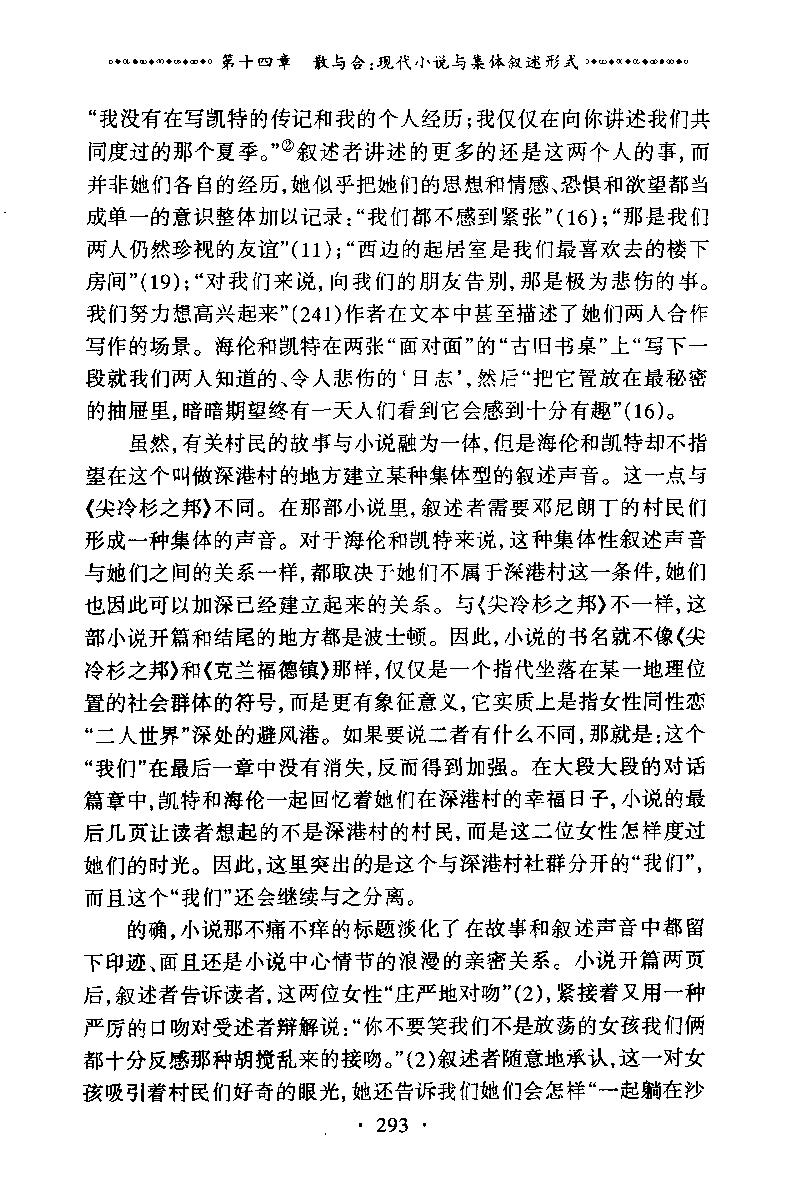 第十四章 散与合:现代小说与集体叙述形式
“我没有在写凯特的传记和我的个人经历;我仅仅在向你讲述我们共
同度过的那个夏季。”②叙述者讲述的更多的还是这两个人的事,而
并非她们各自的经历,她似乎把她们的思想和情感、恐惧和欲望都当
成单一的意识整体加以记录:“我们都不感到紧张”(16);“那是我们
两人仍然珍视的友谊”(11);“西边的起居室是我们最喜欢去的楼下
房间”(19);“对我们来说,向我们的朋友告别,那是极为悲伤的事。
我们努力想高兴起来”(241)作者在文本中甚至描述了她们两人合作
写作的场景。海伦和凯特在两张“面对面”的“古旧书桌”上“写下一
段就我们两人知道的、令人悲伤的‘日志’,然后“把它置放在最秘密
的抽屉里,暗暗期望终有一天人们看到它会感到十分有趣”(16)。
虽然,有关村民的故事与小说融为一体,但是海伦和凯特却不指
望在这个叫做深港村的地方建立某种集体型的叙述声音。这一点与
《尖冷杉之邦》不同。在那部小说里,叙述者需要邓尼朗丁的村民们
形成一种集体的声音。对于海伦和凯特来说,这种集体性叙述声音
与她们之间的关系一样,都取决于她们不属于深港村这一条件,她们
也因此可以加深已经建立起来的关系。与《尖冷杉之邦》不一样,这
部小说开篇和结尾的地方都是波士顿。因此,小说的书名就不像《尖
冷杉之邦》和《克兰福德镇》那样,仅仅是一个指代坐落在某一地理位
置的社会群体的符号,而是更有象征意义,它实质上是指女性同性恋
“二人世界”深处的避风港。如果要说二者有什么不同,那就是:这个
“我们”在最后一章中没有消失,反而得到加强。在大段大段的对话
篇章中,凯特和海伦一起回忆着她们在深港村的幸福日子,小说的最
后几页让读者想起的不是深港村的村民,而是这二位女性怎样度过
她们的时光。因此,这里突出的是这个与深港村社群分开的“我们”,
而且这个“我们”还会继续与之分离。
的确,小说那不痛不痒的标题淡化了在故事和叙述声音中都留
下印迹、而且还是小说中心情节的浪漫的亲密关系。小说开篇两页
后,叙述者告诉读者,这两位女性“庄严地对吻”(2),紧接着又用一种
严厉的口吻对受述者辩解说:“你不要笑我们不是放荡的女孩我们俩
都十分反感那种胡搅乱来的接吻。”(2)叙述者随意地承认,这一对女
孩吸引着村民们好奇的眼光,她还告诉我们她们会怎样“一起躺在沙
· 293 ·